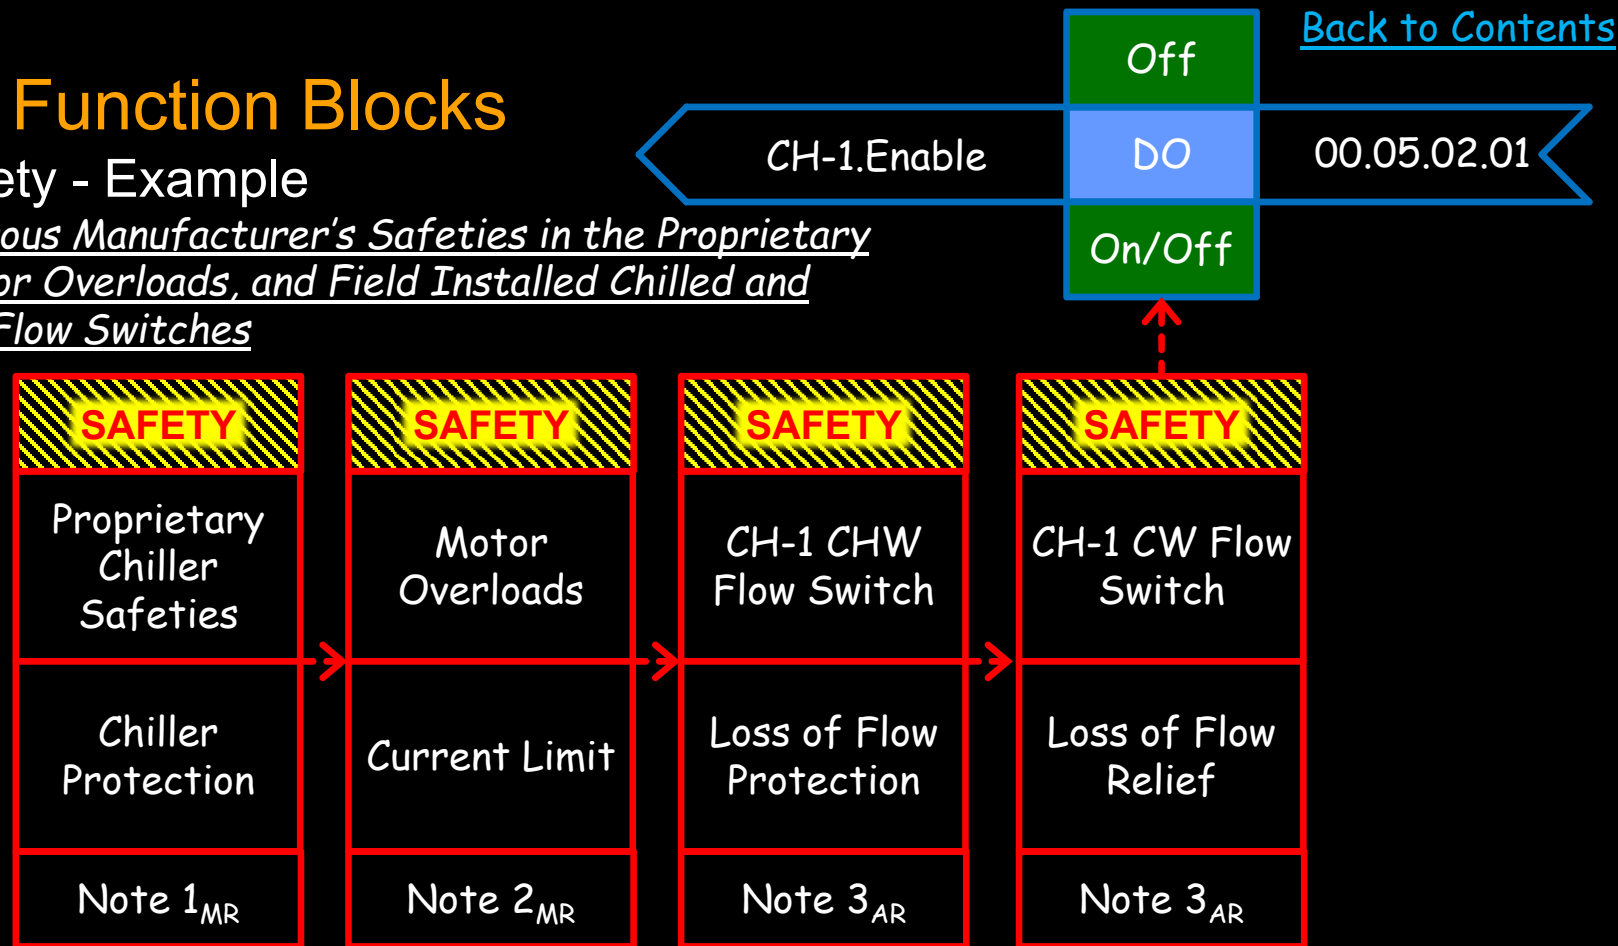 Back to Contents
Off
Function Blocks
CH-1.Enable
DO
00.05.02.01
ety - Example
On/Off
ous Manufacturer's Safeties in the Proprietary
or Overloads, and Field Installed Chilled and
Flow Switches
SAFETY
SAFETY
SAFETY
SAFETY
Proprietary
Chiller
Safeties
Motor
Overloads
CH-1 CHW
Flow Switch
CH-1 CW Flow
Switch
Chiller
Protection
Current Limit
Loss of Flow
Protection
Loss of Flow
Relief
Note 1MR
Note 2MR
Note 3AR
Note 3AR